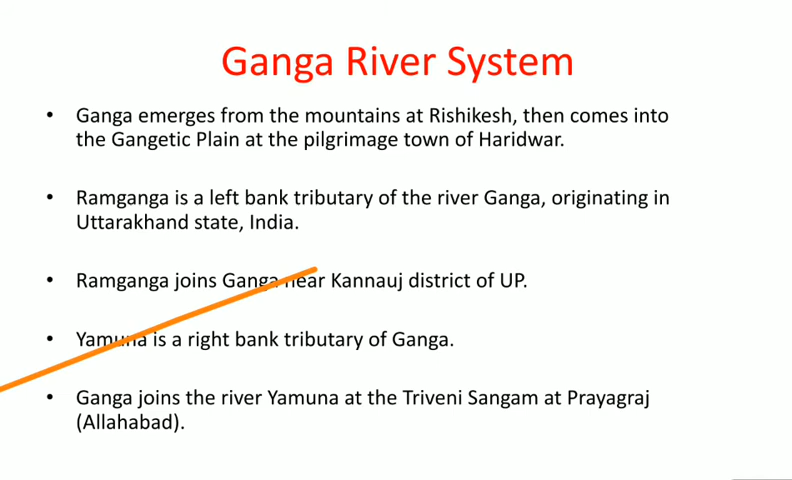 Ganga River System
• Ganga emerges from the mountains at Rishikesh, then comes into
the Gangetic Plain at the pilgrimage town of Haridwar.
• Ramganga is a left bank tributary of the river Ganga, originating in
Uttarakhand state, India.
• Ramganga joins Ganga near Kannauj district of UP.
• Yamuna is a right bank tributary of Ganga.
• Ganga joins the river Yamuna at the Triveni Sangam at Prayagraj
(Allahabad).